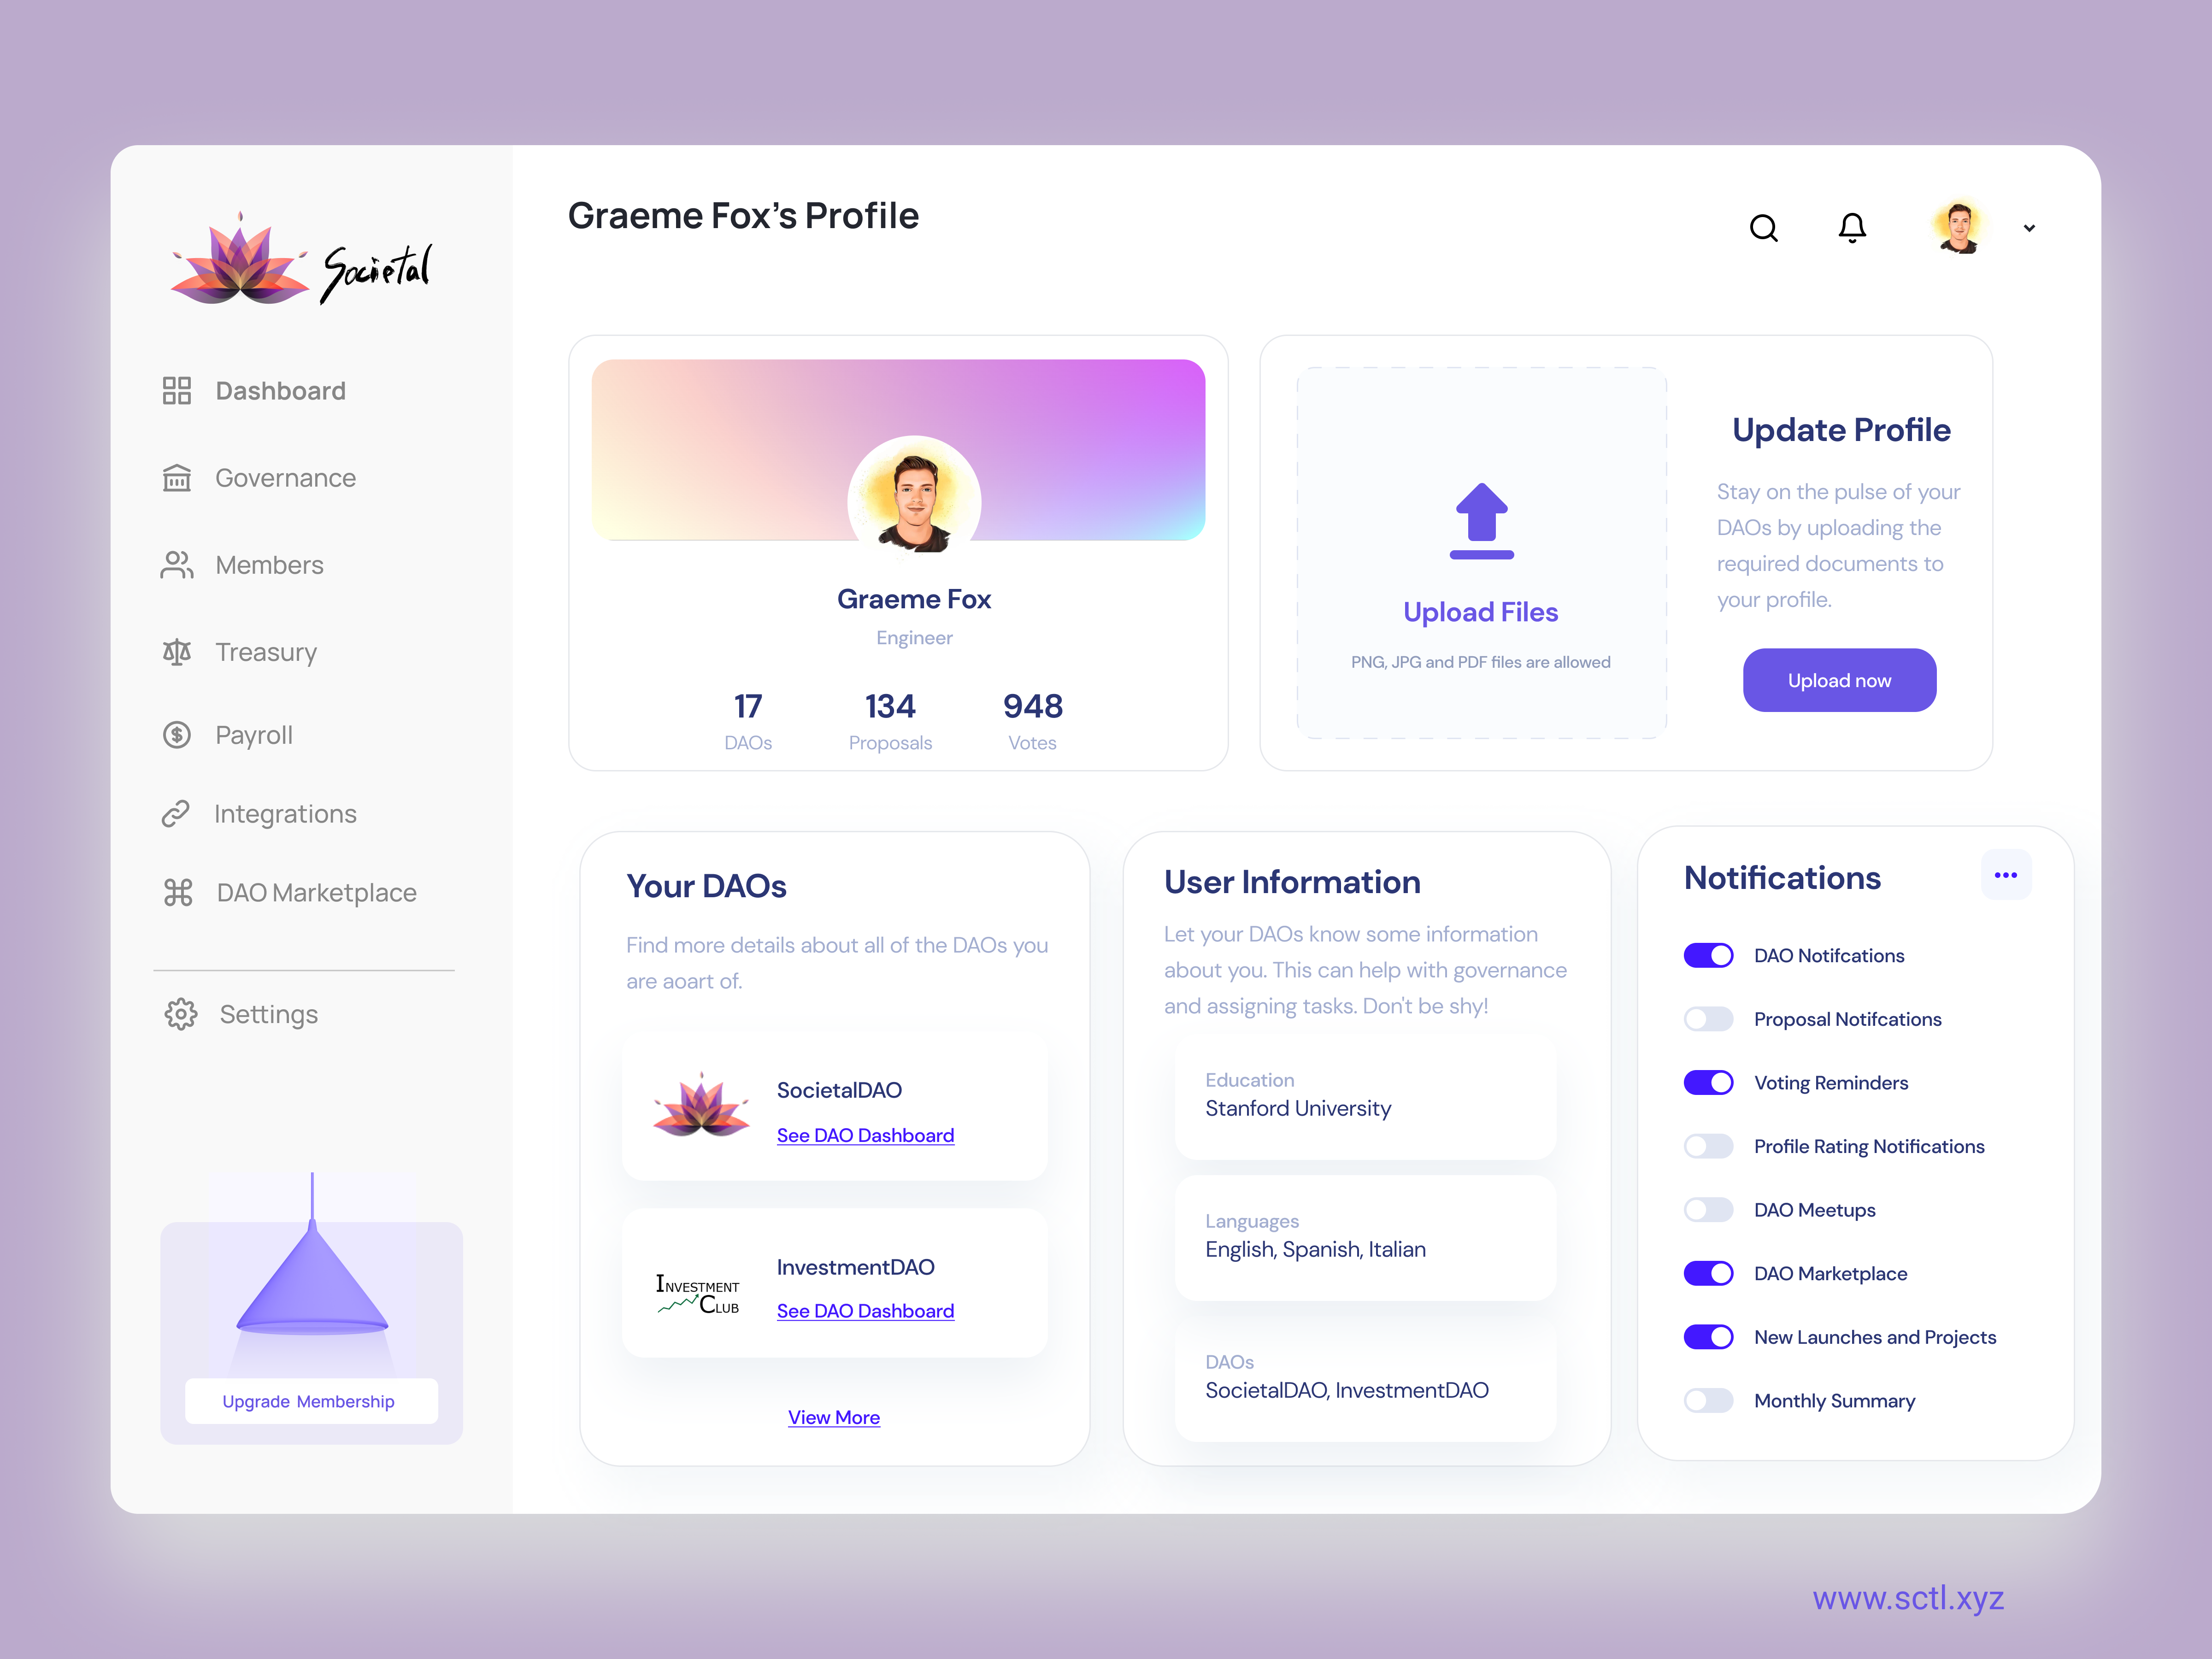 Societal
Dashboard
Governance
Members
Treasury
Payroll
Integrations
DAO Marketplace
Settings
Upgrade Membership
Graeme Fox's Profile
Graeme Fox
Engineer
17 134 948
DAOs Proposals Votes
Upload Files
PNG, JPG and PDF files are allowed
Update Profile
Stay on the pulse of your
DAOs by uploading the
required documents to
your profile.
Upload now
Your DAOs
Find more details about all of the DAOs you
are aoart of.
SocietalDAO
See DAO Dashboard
INVESTMENT
CLUB
InvestmentDAO
See DAO Dashboard
View More
User Information
Let your DAOs know some information
about you. This can help with governance
and assigning tasks. Don't be shy!
Education
Stanford University
Languages
English, Spanish, Italian
DAOs
SocietalDAO, InvestmentDAO
Notifications
DAO Notifcations
Proposal Notifcations
Voting Reminders
Profile Rating Notifications
DAO Meetups
DAO Marketplace
New Launches and Projects
Monthly Summary
www.sctl.xyz